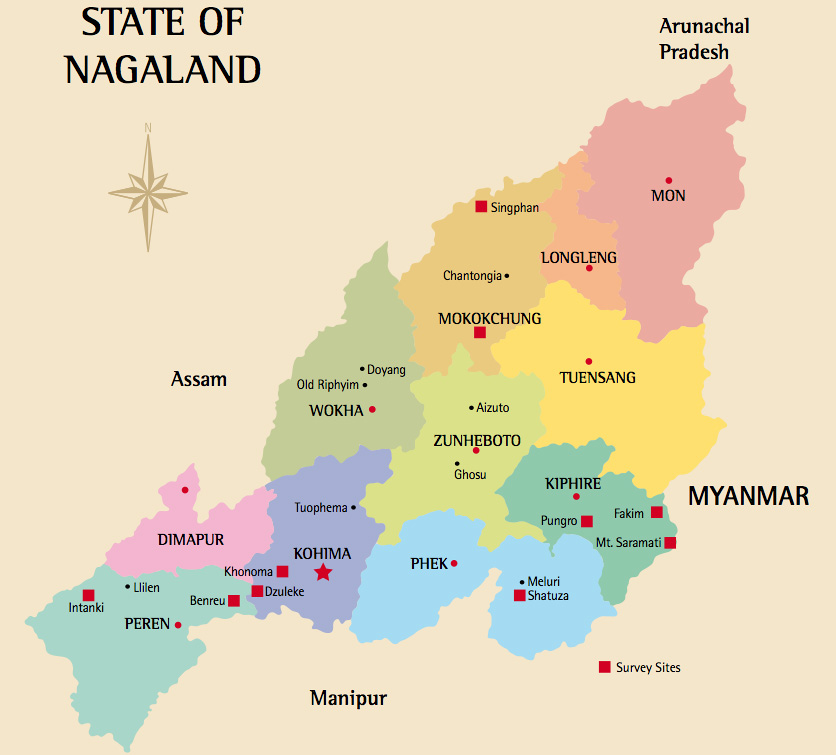 STATE OF
NAGALAND
Arunachal
Pradesh
N
MON
Singphan
LONGLENG
Chantongia
MOKOKCHUNG
Doyang
Assam
TUENSANG
Old Riphyim
WOKHA
Aizuto
ZUNHEBOTO
Ghosu
KIPHIRE
MYANMAR
Tuophema
Fakim
Pungro
DIMAPUR
Mt. Saramati
KOHIMA
PHEK
Khonoma
Meluri
Llilen
Dzuleke
Shatuza
Benreu
Intanki
PEREN
Survey Sites
Manipur